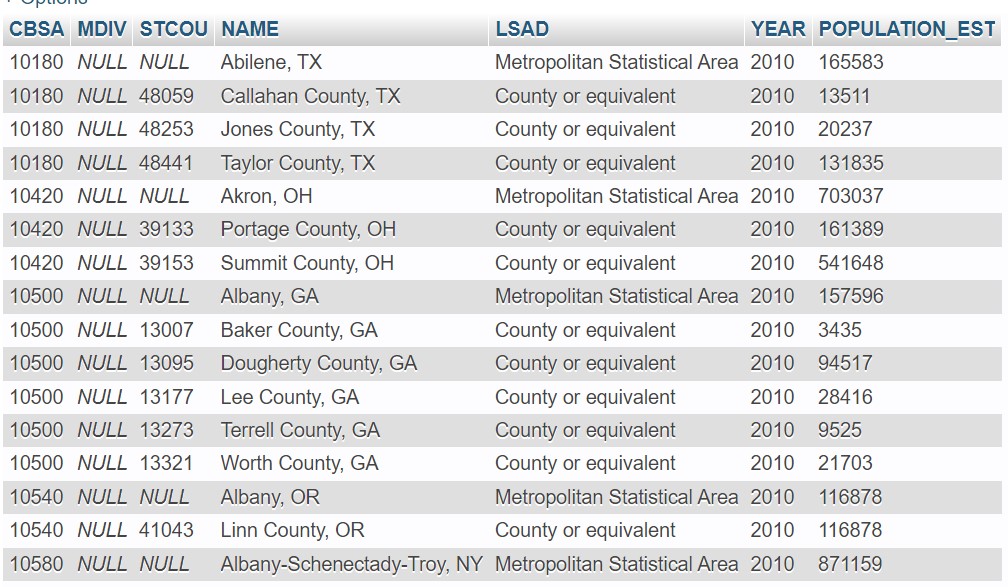 + Options
CBSA MDIV STCOU NAME LSAD YEAR POPULATION_EST
10180 NULL NULL Abilene, TX Metropolitan Statistical Area 2010 165583
10180 NULL 48059 Callahan County, TX County or equivalent 2010 13511
10180 NULL 48253 Jones County, TX County or equivalent 2010 20237
10180 NULL 48441 Taylor County, TX County or equivalent 2010 131835
10420 NULL NULL Akron, OH Metropolitan Statistical Area 2010 703037
10420 NULL 39133 Portage County, OH County or equivalent 2010 161389
10420 NULL 39153 Summit County, OH County or equivalent 2010 541648
10500 NULL NULL Albany, GA Metropolitan Statistical Area 2010 157596
10500 NULL 13007 Baker County, GA County or equivalent 2010 3435
10500 NULL 13095 Dougherty County, GA County or equivalent 2010 94517
10500 NULL 13177 Lee County, GA County or equivalent 2010 28416
10500 NULL 13273 Terrell County, GA County or equivalent 2010 9525
10500 NULL 13321 Worth County, GA County or equivalent 2010 21703
10540 NULL NULL Albany, OR Metropolitan Statistical Area 2010 116878
10540 NULL 41043 Linn County, OR County or equivalent 2010 116878
10580 NULL NULL Albany-Schenectady-Troy, NY Metropolitan Statistical Area 2010 871159